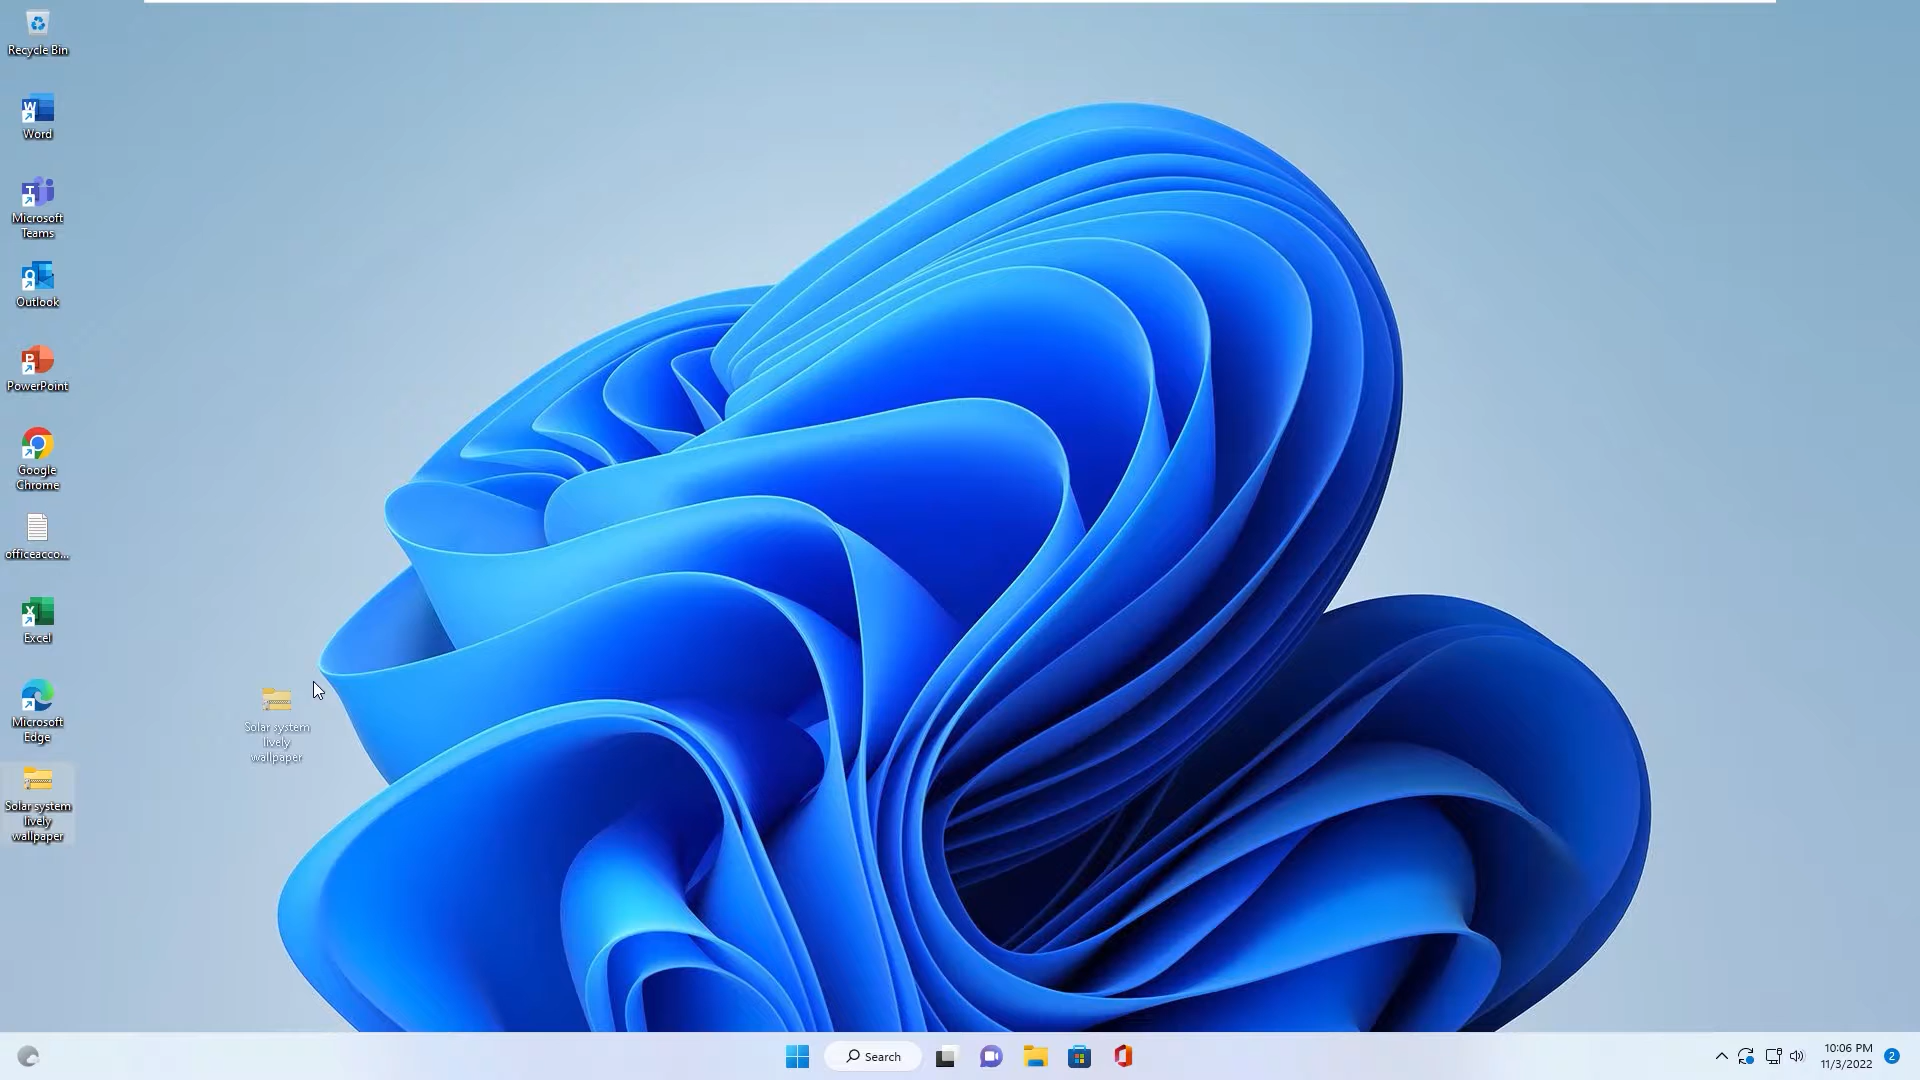 Recycle Bin
Word
Microsoft
Teams
Outlook
PowerPoint
Google
Chrome
officeacco...
Excel
Microsoft
Edge
Solar system
lively
wallpaper
Solar system
lively
wallpaper
Search
10:06 PM
11/3/2022
2